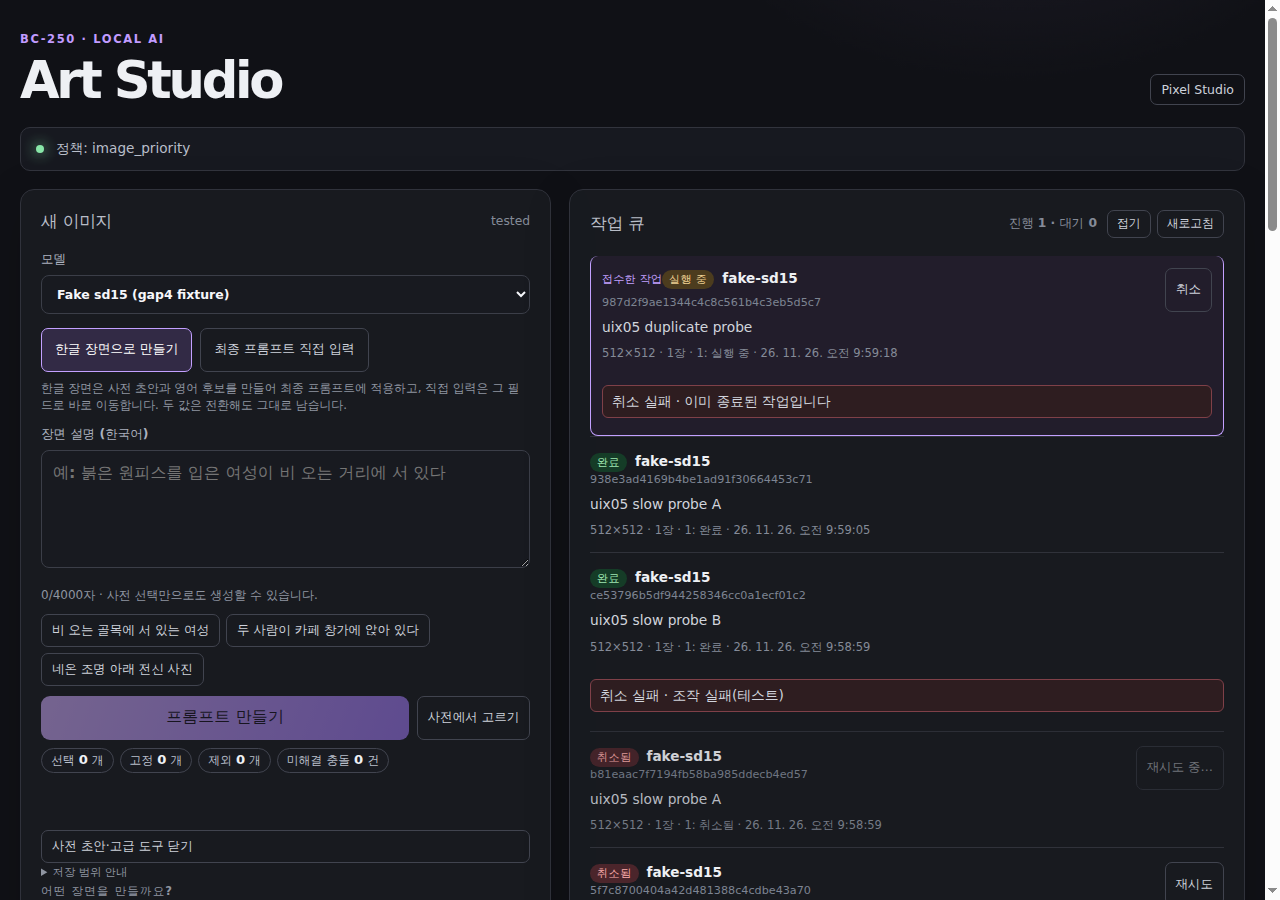 BC-250 · LOCAL AI
Art Studio
Pixel Studio
정책: image_priority
새 이미지
tested
모델
Fake sd15 (gap4 fixture)
한글 장면으로 만들기
최종 프롬프트 직접 입력
한글 장면은 사전 초안과 영어 후보를 만들어 최종 프롬프트에 적용하고, 직접 입력은 그 필
드로 바로 이동합니다. 두 값은 전환해도 그대로 남습니다.
장면 설명 (한국어)
예: 붉은 원피스를 입은 여성이 비 오는 거리에 서 있다
0/4000자 · 사전 선택만으로도 생성할 수 있습니다.
비 오는 골목에 서 있는 여성
두 사람이 카페 창가에 앉아 있다
네온 조명 아래 전신 사진
프롬프트 만들기
사전에서 고르기
선택 0 개
고정 0 개
제외 0 개
미해결 충돌 0 건
사전 초안·고급 도구 닫기
▶ 저장 범위 안내
어떤 장면을 만들까요?
작업 큐
진행 1 · 대기 0
접기
새로고침
접수한 작업 실행 중 fake-sd15
취소
987d2f9ae1344c4c8c561b4c3eb5d5c7
uix05 duplicate probe
512×512 · 1장 · 1: 실행 중 · 26. 11. 26. 오전 9:59:18
취소 실패 · 이미 종료된 작업입니다
완료 fake-sd15
938e3ad4169b4be1ad91f30664453c71
uix05 slow probe A
512×512 · 1장 · 1: 완료 · 26. 11. 26. 오전 9:59:05
완료 fake-sd15
ce53796b5df944258346cc0a1ecf01c2
uix05 slow probe B
512×512 · 1장 · 1: 완료 · 26. 11. 26. 오전 9:58:59
취소 실패 · 조작 실패(테스트)
취소됨 fake-sd15
재시도 중…
b81eaac7f7194fb58ba985ddecb4ed57
uix05 slow probe A
512×512 · 1장 · 1: 취소됨 · 26. 11. 26. 오전 9:58:59
취소됨 fake-sd15
재시도
5f7c8700404a42d481388c4cdbe43a70